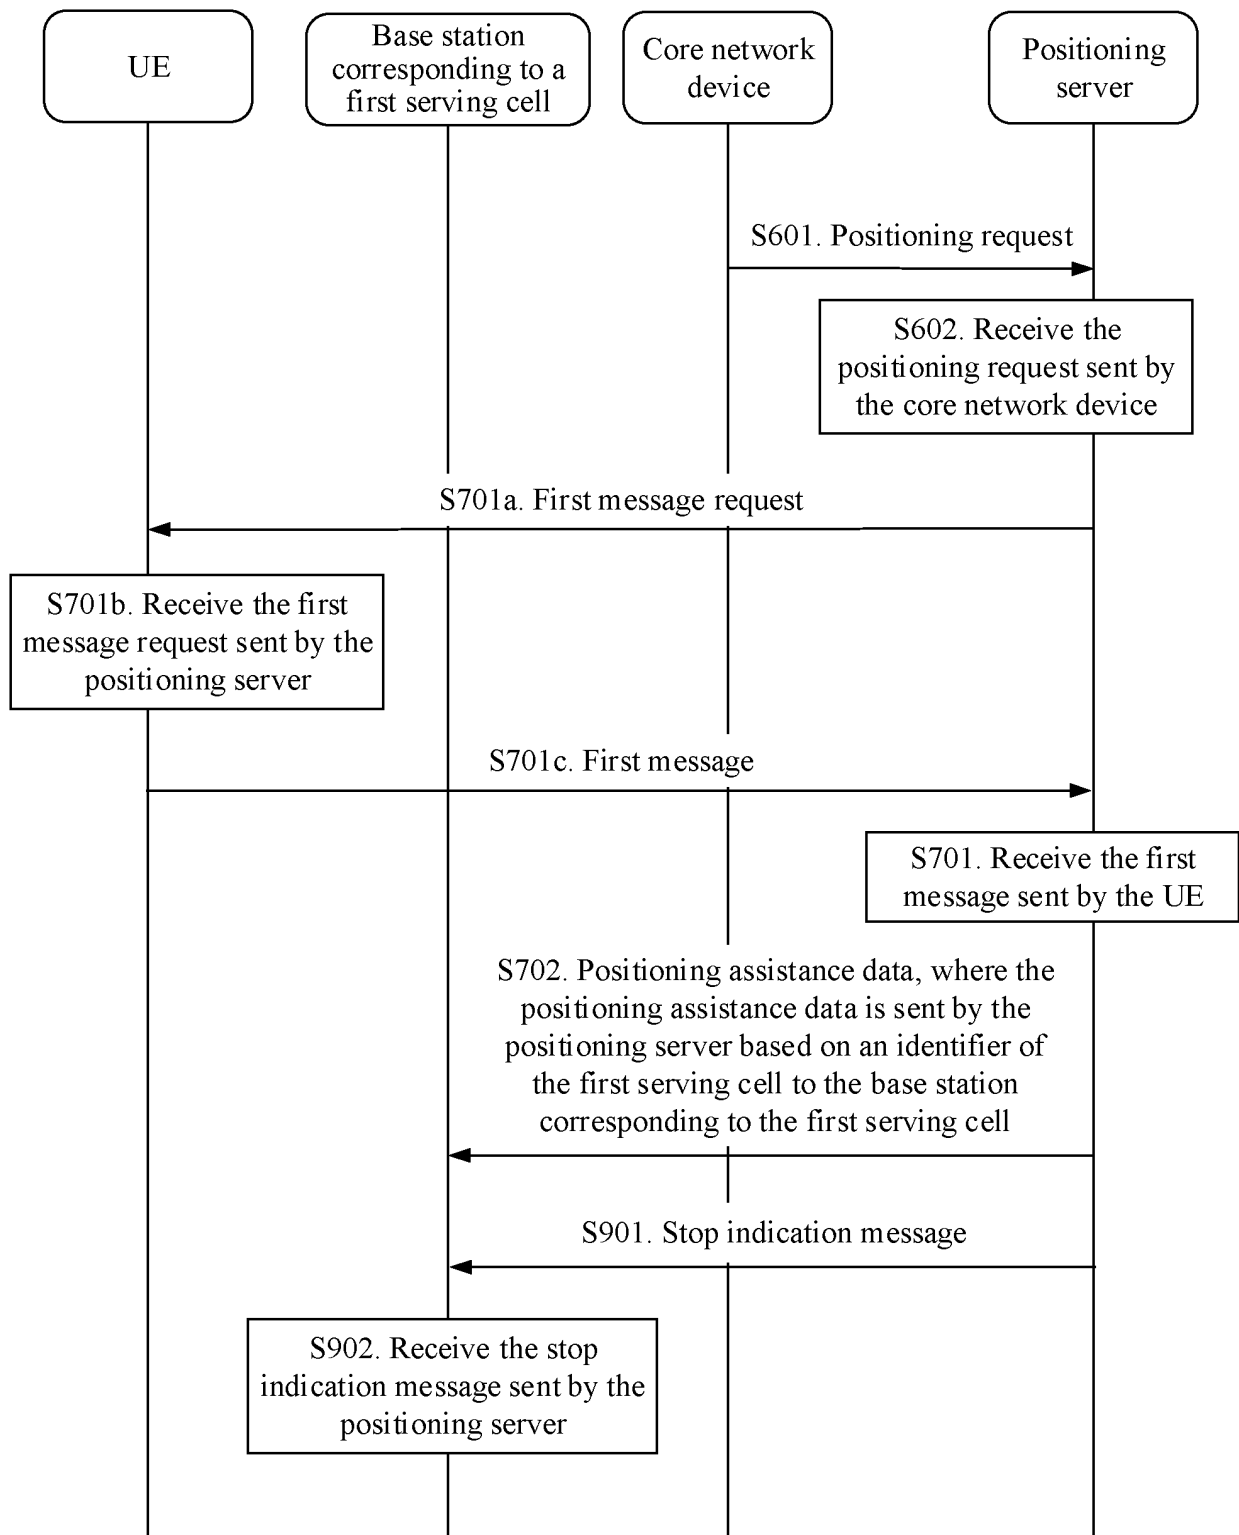 UE
Base station
corresponding to a
first serving cell
Core network
device
Positioning
server
S601. Positioning request
S602. Receive the
positioning request sent by
the core network device
S701a. First message request
S701b. Receive the first
message request sent by the
positioning server
S701c. First message
S701. Receive the first
message sent by the UE
S702. Positioning assistance data, where the
positioning assistance data is sent by the
positioning server based on an identifier of
the first serving cell to the base station
corresponding to the first serving cell
S901. Stop indication message
S902. Receive the stop
indication message sent by the
positioning server